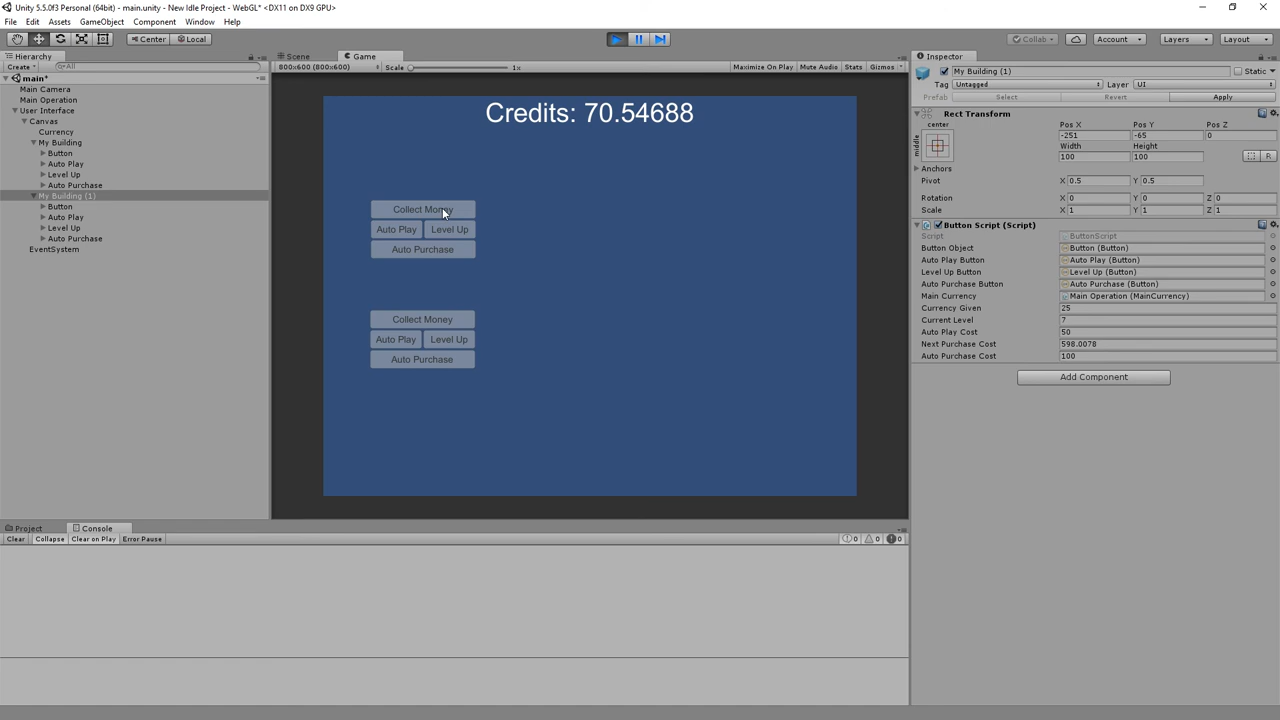 Unity 5.5.0f3 Personal (64bit) - main.unity - New Idle Project - WebGL* <DX11 on DX9 GPU>
File Edit Assets GameObject Component Window Help
Center Local Collab Account Layers Layout
Hierarchy Scene Game Inspector
Create All 800x600 (800x600) Scale 1x Maximize On Play Mute Audio Stats Gizmos
main*
Main Camera
Main Operation
User Interface
Canvas
Currency
My Building
Button
Auto Play
Level Up
Auto Purchase
My Building (1)
Button
Auto Play
Level Up
Auto Purchase
EventSystem
Credits: 70.54688
Collect Money
Auto Play Level Up
Auto Purchase
Collect Money
Auto Play Level Up
Auto Purchase
My Building (1) Static
Tag Untagged Layer UI
Prefab Select Revert Apply
Rect Transform
center Pos X Pos Y Pos Z
middle -251 -65 0
Width Height
100 100 R
Anchors
Pivot X 0.5 Y 0.5
Rotation X 0 Y 0 Z 0
Scale X 1 Y 1 Z 1
Button Script (Script)
Script ButtonScript
Button Object Button (Button)
Auto Play Button Auto Play (Button)
Level Up Button Level Up (Button)
Auto Purchase Button Auto Purchase (Button)
Main Currency Main Operation (MainCurrency)
Currency Given 25
Current Level 7
Auto Play Cost 50
Next Purchase Cost 598.0078
Auto Purchase Cost 100
Add Component
Project Console
Clear Collapse Clear on Play Error Pause 0 0 0